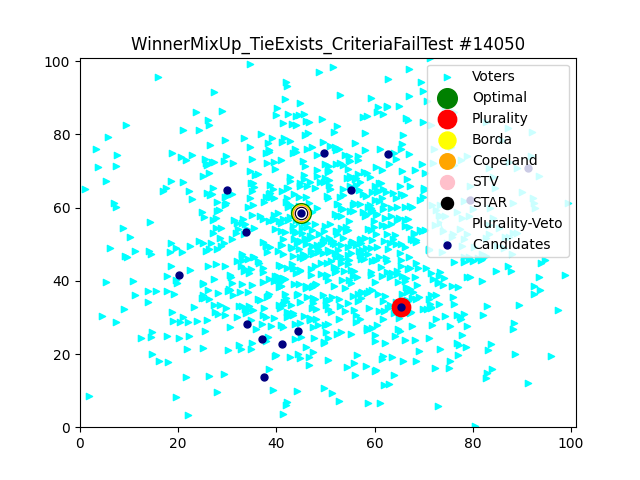 WinnerMixUp_TieExists_CriteriaFailTest #14050
100
80
60
40
20
0
0 20 40 60 80 100
Voters
Optimal
Plurality
Borda
Copeland
STV
STAR
Plurality-Veto
Candidates